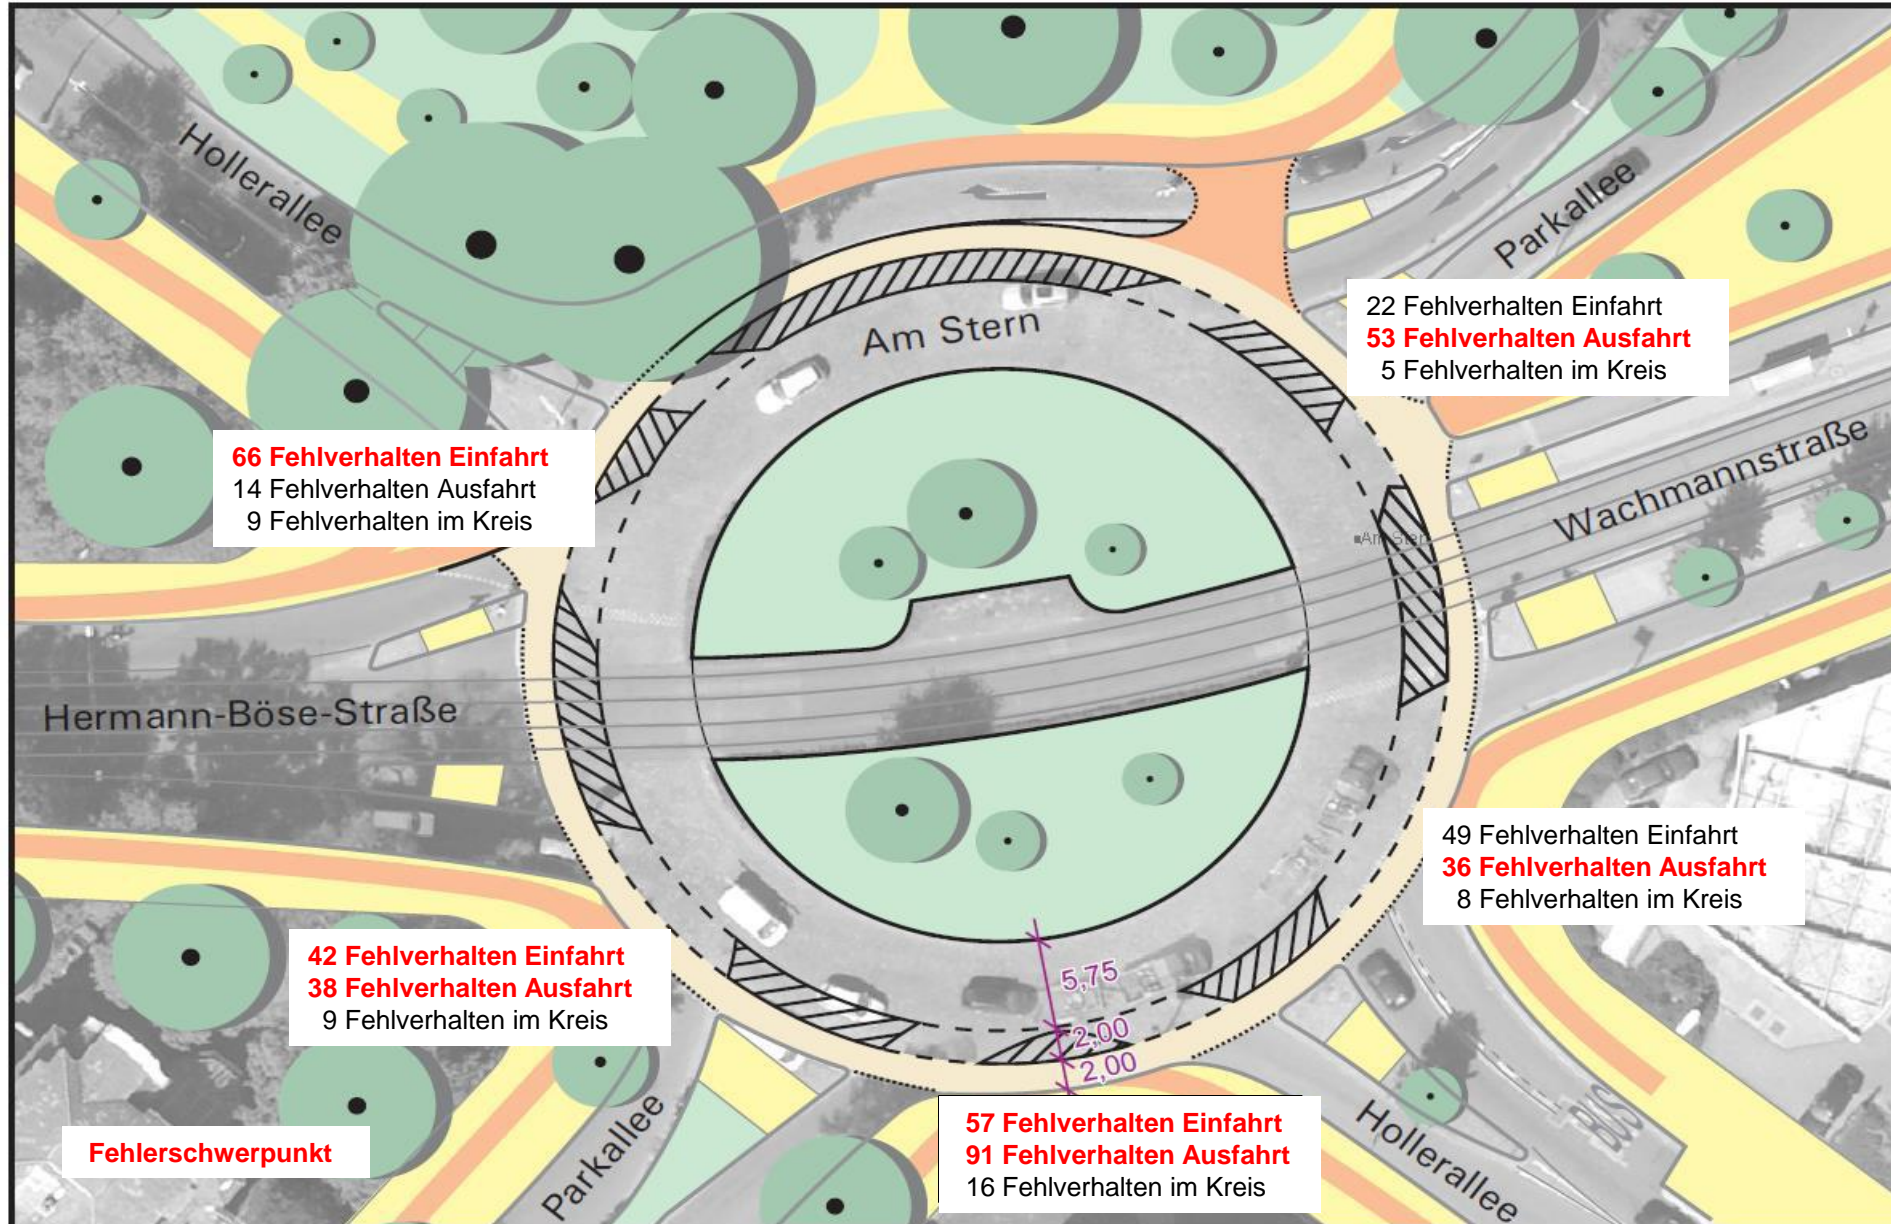 Hollerallee
Parkallee
Am Stern
22 Fehlverhalten Einfahrt
53 Fehlverhalten Ausfahrt
5 Fehlverhalten im Kreis
66 Fehlverhalten Einfahrt
14 Fehlverhalten Ausfahrt
9 Fehlverhalten im Kreis
Wachmannstraße
Am Stern
Hermann-Böse-Straße
49 Fehlverhalten Einfahrt
36 Fehlverhalten Ausfahrt
8 Fehlverhalten im Kreis
42 Fehlverhalten Einfahrt
38 Fehlverhalten Ausfahrt
9 Fehlverhalten im Kreis
5,75
2,00
2,00
BUS
57 Fehlverhalten Einfahrt
91 Fehlverhalten Ausfahrt
16 Fehlverhalten im Kreis
Fehlerschwerpunkt
Parkallee
Hollerallee